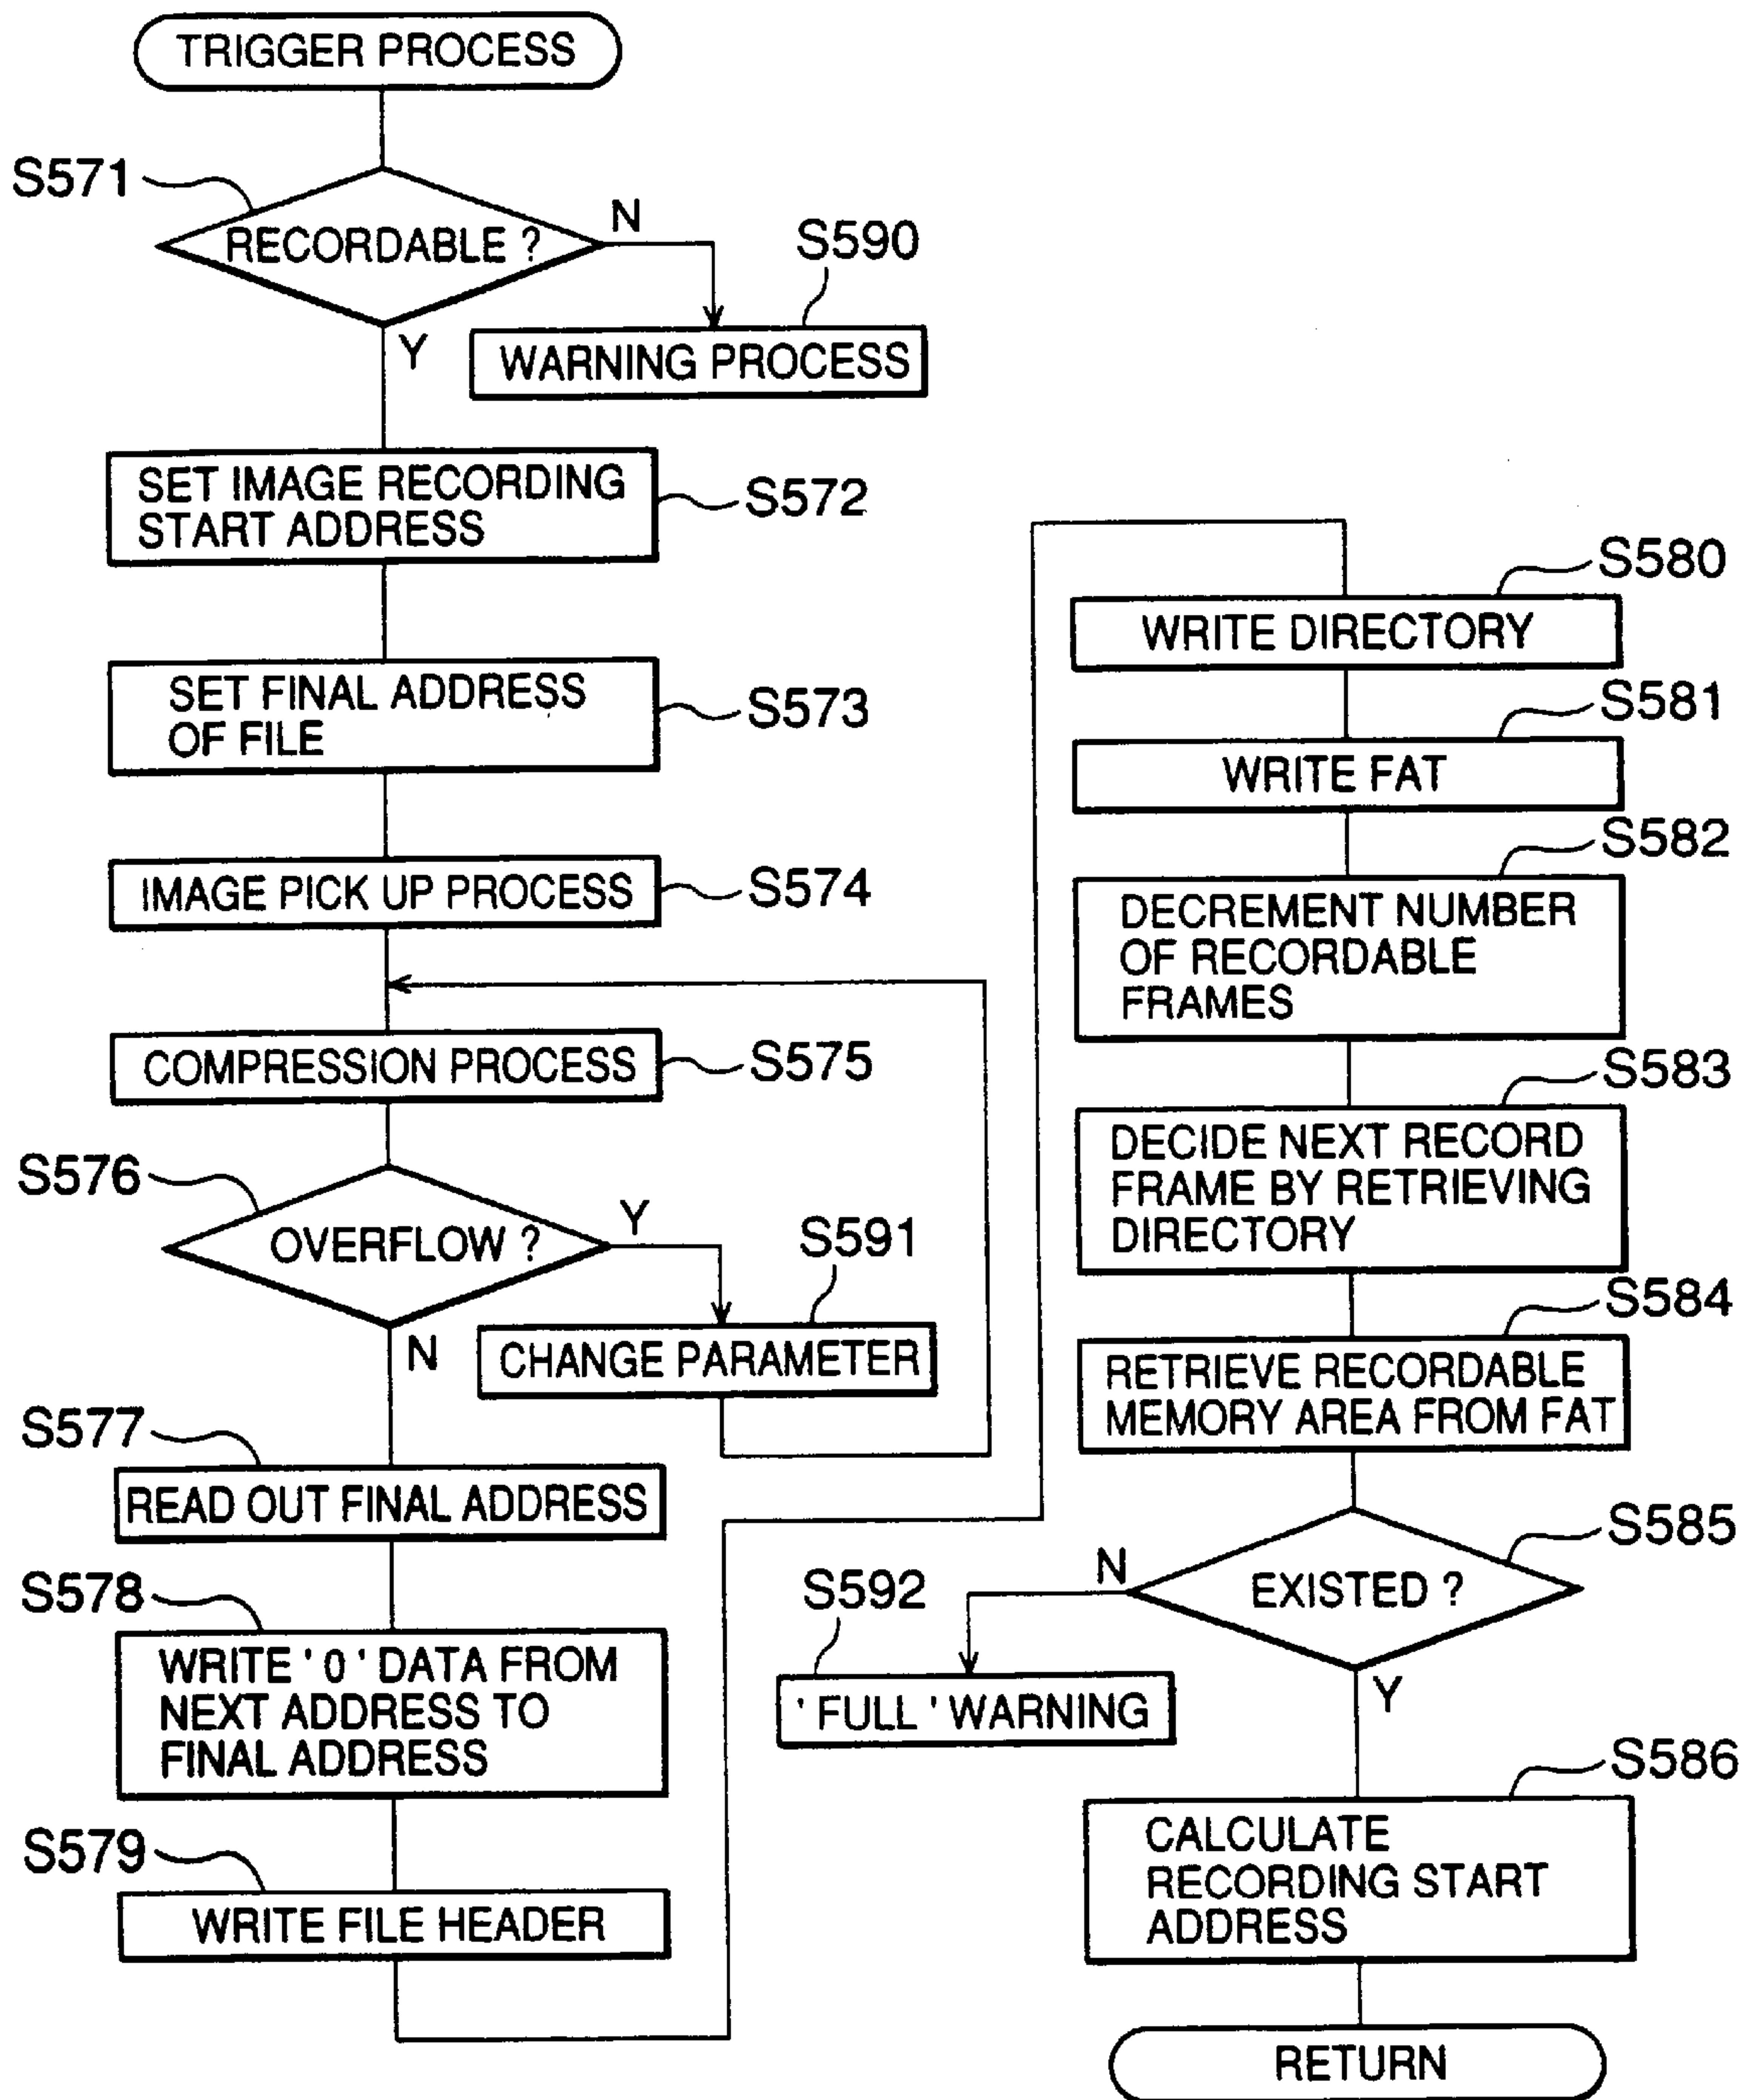 TRIGGER PROCESS
S571
RECORDABLE ?
N
Y
S590
WARNING PROCESS
SET IMAGE RECORDING
START ADDRESS
S572
SET FINAL ADDRESS
OF FILE
S573
IMAGE PICK UP PROCESS
S574
COMPRESSION PROCESS
S575
S576
OVERFLOW ?
Y
N
S591
CHANGE PARAMETER
S577
READ OUT FINAL ADDRESS
S578
WRITE ' 0 ' DATA FROM
NEXT ADDRESS TO
FINAL ADDRESS
S579
WRITE FILE HEADER
S580
WRITE DIRECTORY
S581
WRITE FAT
S582
DECREMENT NUMBER
OF RECORDABLE
FRAMES
S583
DECIDE NEXT RECORD
FRAME BY RETRIEVING
DIRECTORY
S584
RETRIEVE RECORDABLE
MEMORY AREA FROM FAT
S585
EXISTED ?
N
Y
S592
' FULL ' WARNING
S586
CALCULATE
RECORDING START
ADDRESS
RETURN